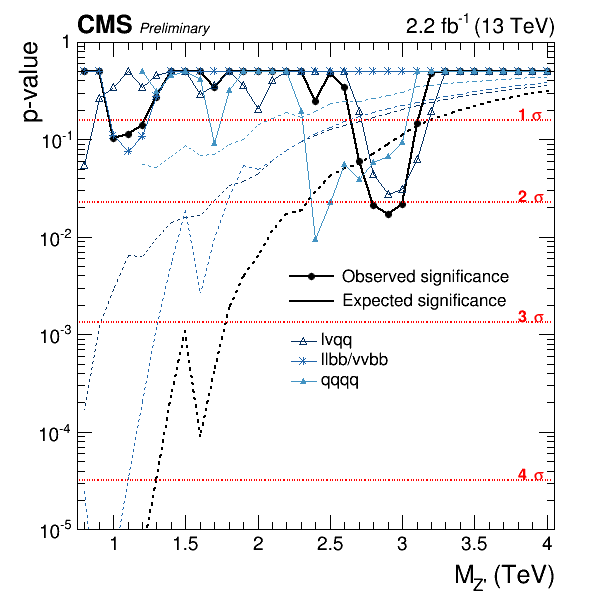 CMS Preliminary 2.2 fb⁻¹ (13 TeV)
p-value
1
10⁻¹
10⁻²
10⁻³
10⁻⁴
10⁻⁵
1 σ
2 σ
3 σ
4 σ
Observed significance
Expected significance
lvqq
llbb/vvbb
qqqq
1 1.5 2 2.5 3 3.5 4
M_Z' (TeV)